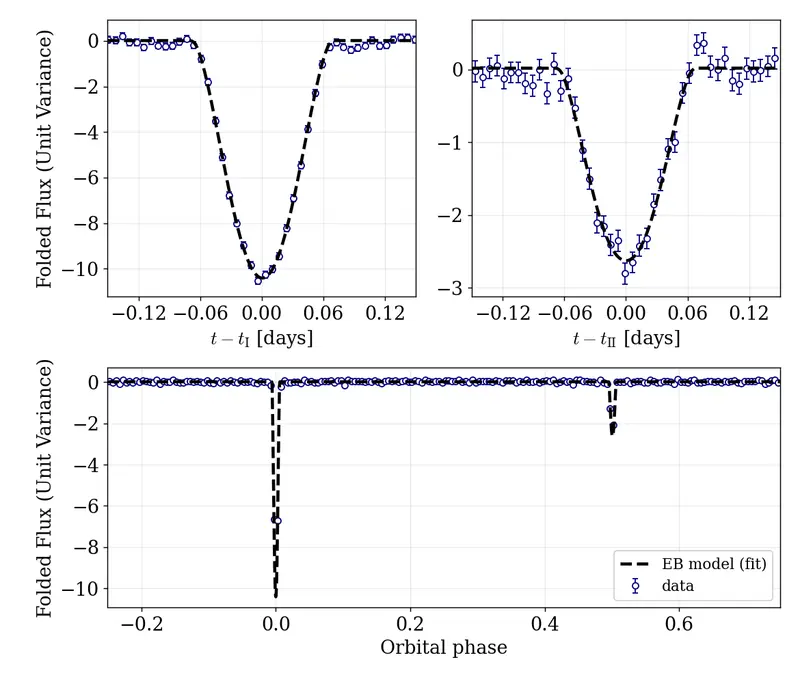 Folded Flux (Unit Variance)
0
−2
−4
−6
−8
−10
−0.12 −0.06 0.00 0.06 0.12
t − tI [days]
0
−1
−2
−3
−0.12 −0.06 0.00 0.06 0.12
t − tII [days]
Folded Flux (Unit Variance)
0
−2
−4
−6
−8
−10
EB model (fit)
data
−0.2 0.0 0.2 0.4 0.6
Orbital phase